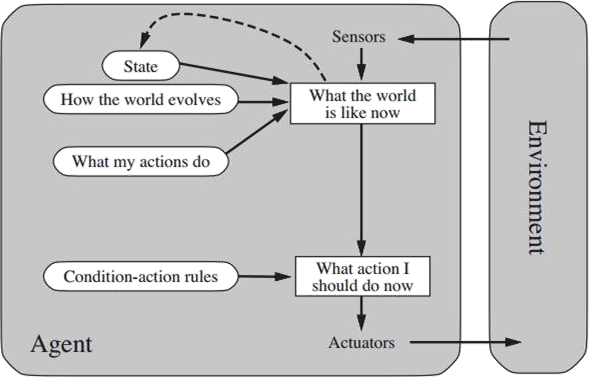 Sensors
State
How the world evolves
What the world
is like now
What my actions do
Environment
Condition-action rules
What action I
should do now
Agent
Actuators